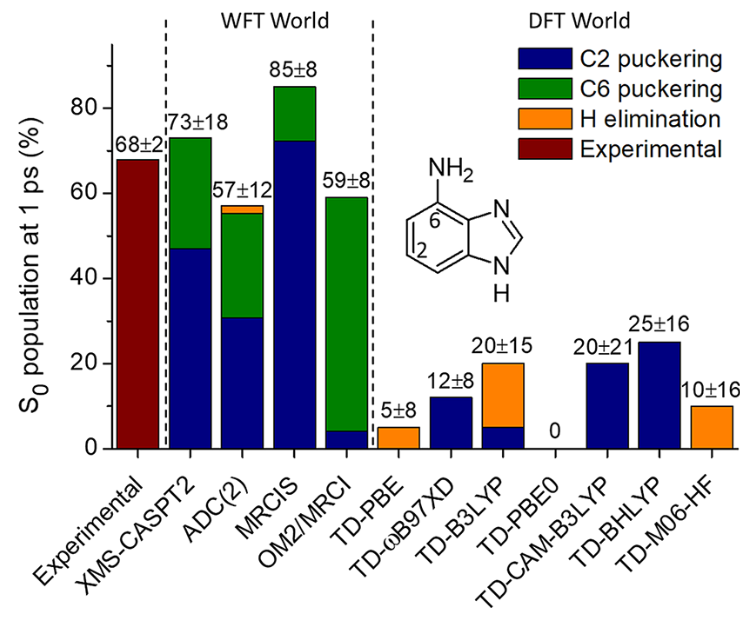 WFT World
DFT World
C2 puckering
C6 puckering
H elimination
Experimental
S₀ population at 1 ps (%)
80
60
40
20
0
68±2
73±18
57±12
85±8
59±8
5±8
12±8
20±15
0
20±21
25±16
10±16
NH₂
6
N
2
N
H
Experimental
XMS-CASPT2
ADC(2)
MRCIS
OM2/MRCI
TD-PBE
TD-ωB97XD
TD-B3LYP
TD-PBE0
TD-CAM-B3LYP
TD-BHLYP
TD-M06-HF